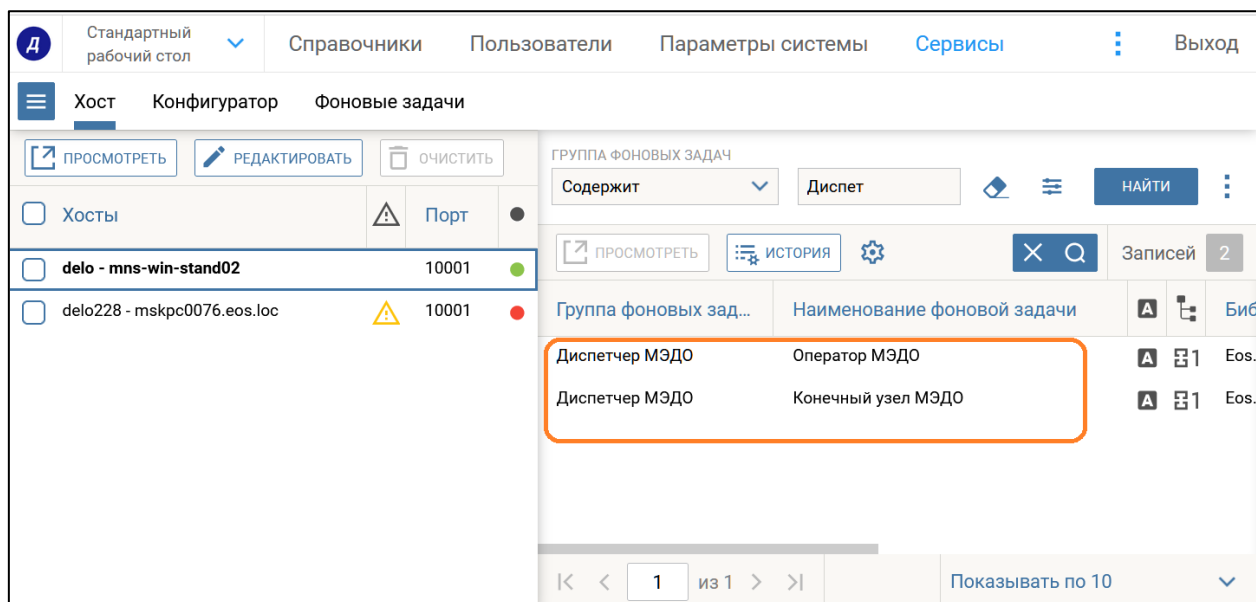 Д
Стандартный
рабочий стол
Справочники
Пользователи
Параметры системы
Сервисы
Выход
Хост
Конфигуратор
Фоновые задачи
ПРОСМОТРЕТЬ
РЕДАКТИРОВАТЬ
ОЧИСТИТЬ
Хосты
Порт
delo - mns-win-stand02
10001
delo228 - mskpc0076.eos.loc
10001
ГРУППА ФОНОВЫХ ЗАДАЧ
Содержит
Диспет
НАЙТИ
ПРОСМОТРЕТЬ
ИСТОРИЯ
Записей 2
Группа фоновых зад...
Наименование фоновой задачи
A
Биб
Диспетчер МЭДО
Оператор МЭДО
A
1
Eos.
Диспетчер МЭДО
Конечный узел МЭДО
A
1
Eos.
1 из 1
Показывать по 10